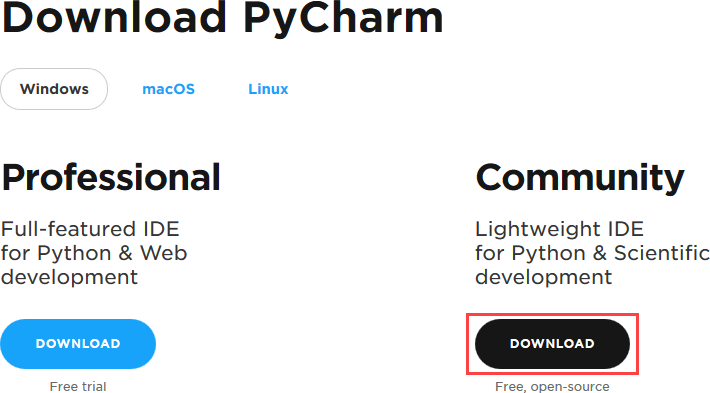 Download PyCharm
Windows macOS Linux
Professional
Full-featured IDE
for Python & Web
development
DOWNLOAD
Free trial
Community
Lightweight IDE
for Python & Scientific
development
DOWNLOAD
Free, open-source